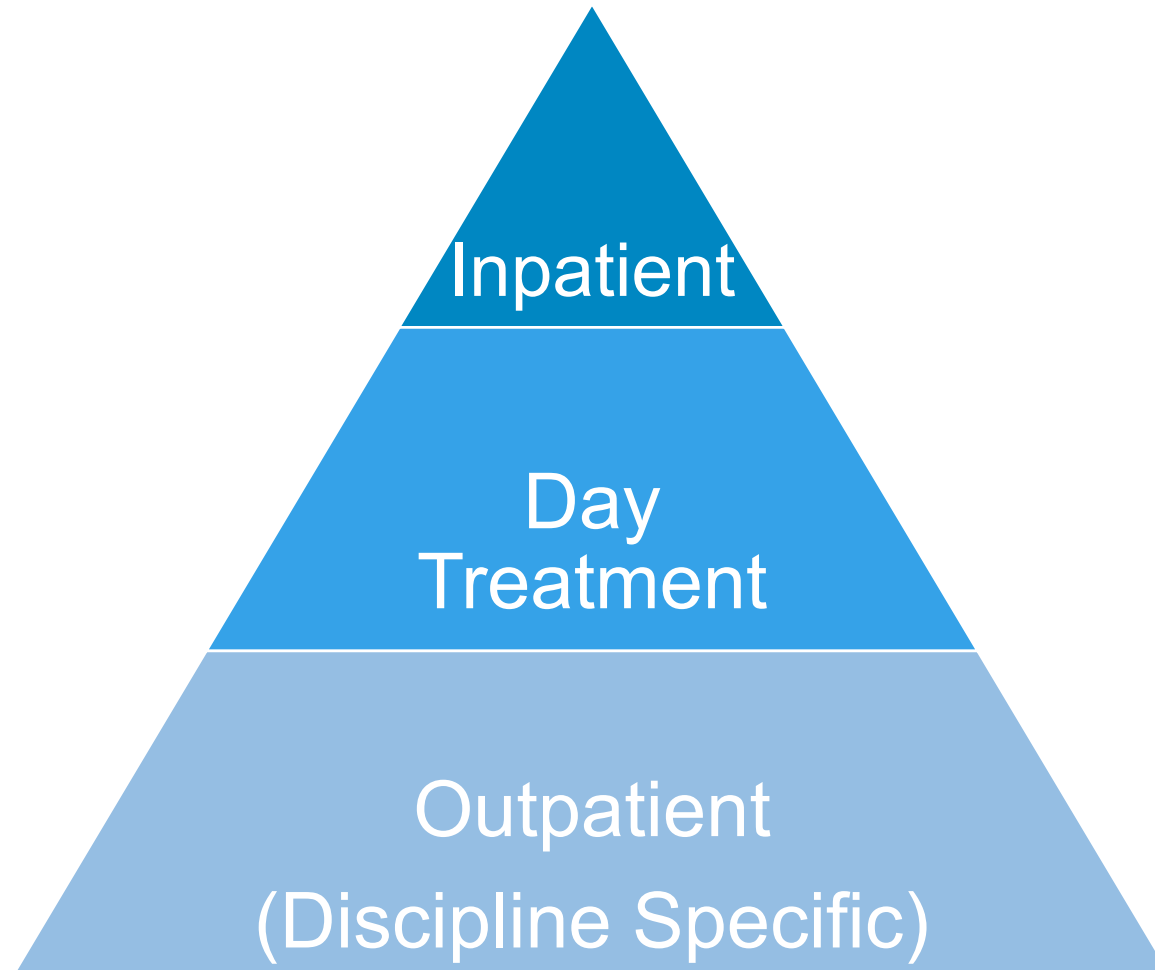 Inpatient
Day
Treatment
Outpatient
(Discipline Specific)